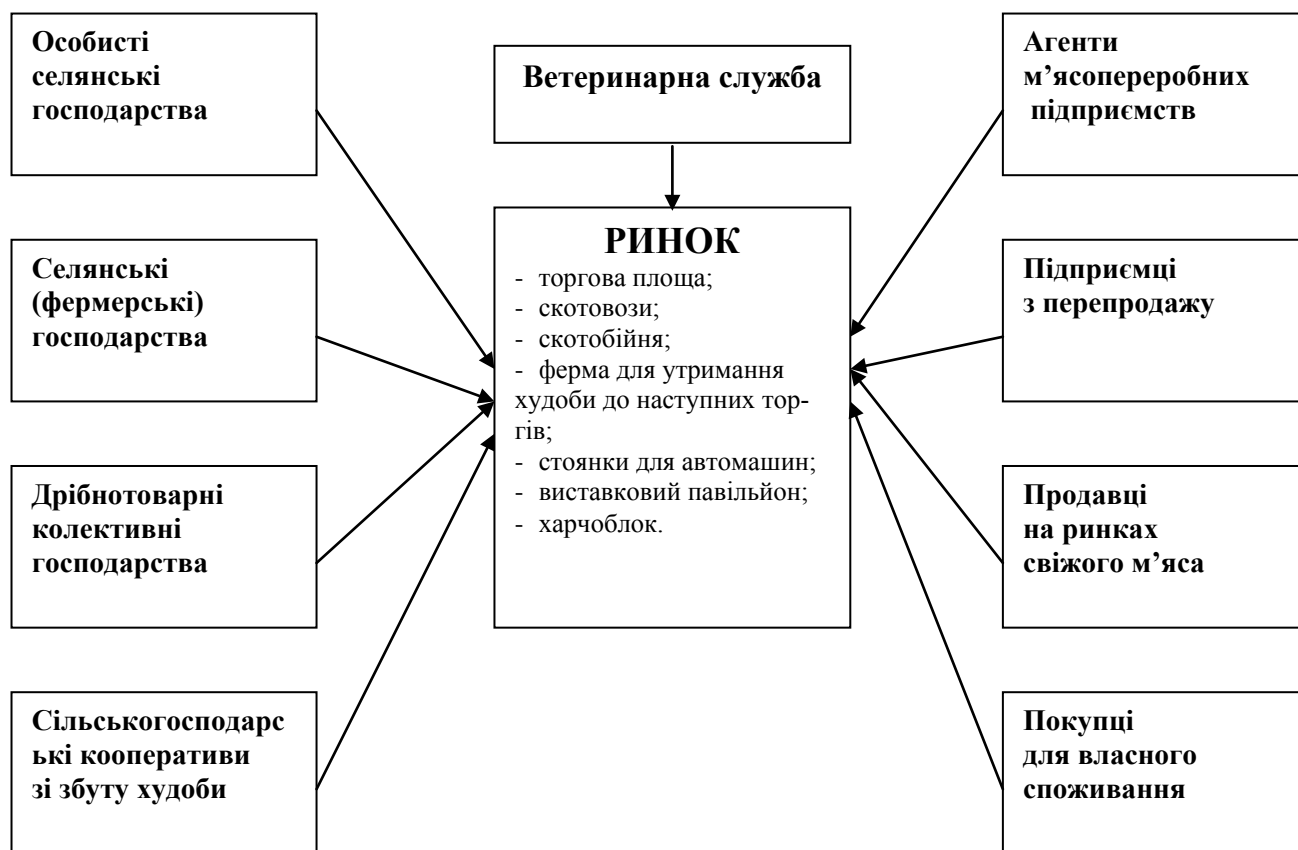 Особисті
селянські
господарства
Селянські
(фермерські)
господарства
Дрібнотоварні
колективні
господарства
Сільськогосподарс
ькі кооперативи
зі збуту худоби
Ветеринарна служба
РИНОК
- торгова площа;
- скотовози;
- скотобійня;
- ферма для утримання
худоби до наступних тор-
гів;
- стоянки для автомашин;
- виставковий павільйон;
- харчоблок.
Агенти
м’ясопереробних
підприємств
Підприємці
з перепродажу
Продавці
на ринках
свіжого м’яса
Покупці
для власного
споживання